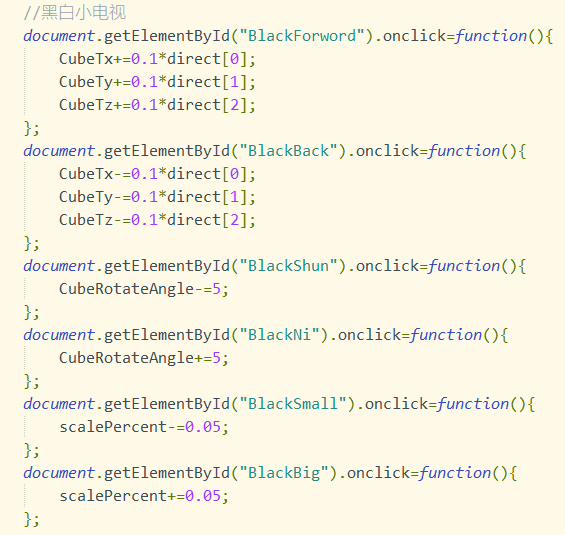 //黑白小电视
document.getElementById("BlackForword").onclick=function(){
    CubeTx+=0.1*direct[0];
    CubeTy+=0.1*direct[1];
    CubeTz+=0.1*direct[2];
};
document.getElementById("BlackBack").onclick=function(){
    CubeTx-=0.1*direct[0];
    CubeTy-=0.1*direct[1];
    CubeTz-=0.1*direct[2];
};
document.getElementById("BlackShun").onclick=function(){
    CubeRotateAngle-=5;
};
document.getElementById("BlackNi").onclick=function(){
    CubeRotateAngle+=5;
};
document.getElementById("BlackSmall").onclick=function(){
    scalePercent-=0.05;
};
document.getElementById("BlackBig").onclick=function(){
    scalePercent+=0.05;
};